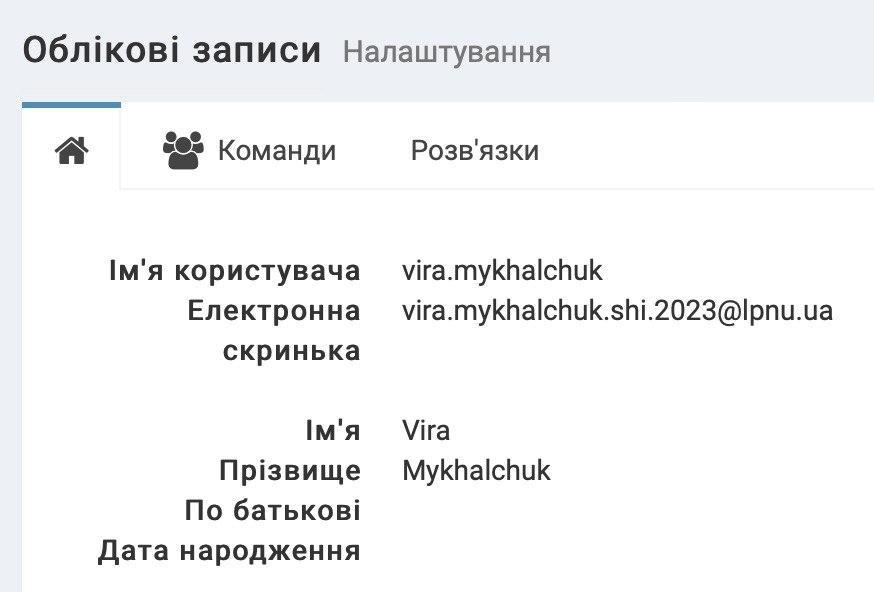 Облікові записи Налаштування
Команди Розв'язки
Ім'я користувача vira.mykhalchuk
Електронна скринька vira.mykhalchuk.shi.2023@lpnu.ua
Ім'я Vira
Прізвище Mykhalchuk
По батькові
Дата народження